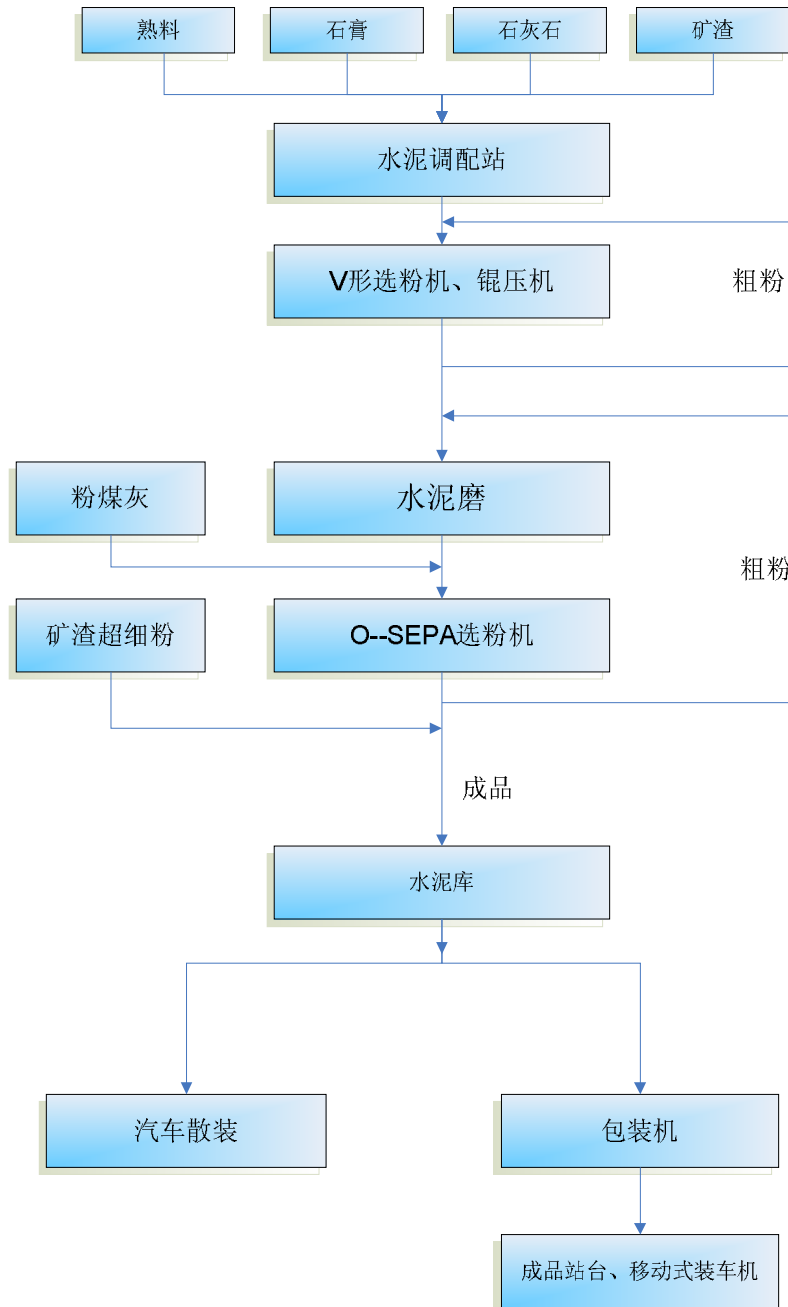 熟料
石膏
石灰石
矿渣
水泥调配站
V形选粉机、锟压机
粗粉
粉煤灰
水泥磨
粗粉
矿渣超细粉
O--SEPA选粉机
成品
水泥库
汽车散装
包装机
成品站台、移动式装车机